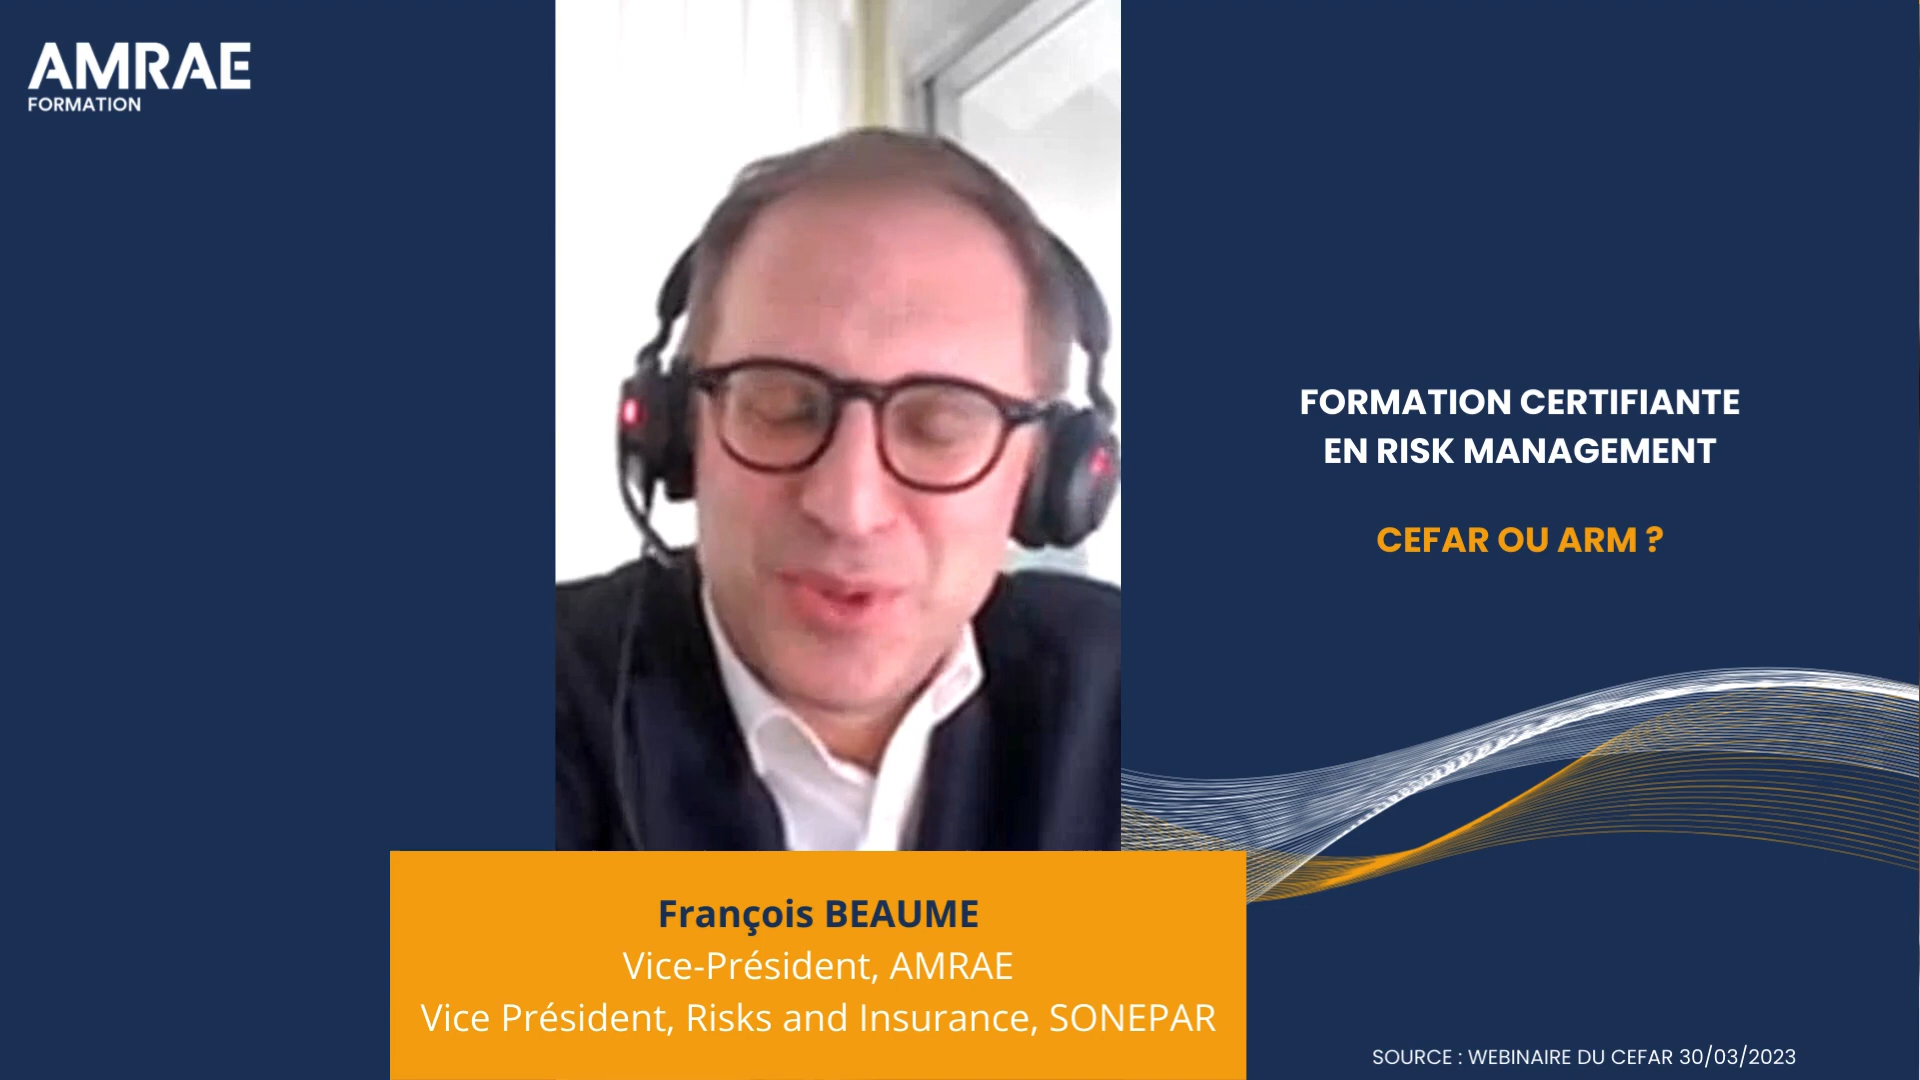 AMRAE
FORMATION
FORMATION CERTIFIANTE
EN RISK MANAGEMENT
CEFAR OU ARM ?
François BEAUME
Vice-Président, AMRAE
Vice Président, Risks and Insurance, SONEPAR
SOURCE : WEBINAIRE DU CEFAR 30/03/2023